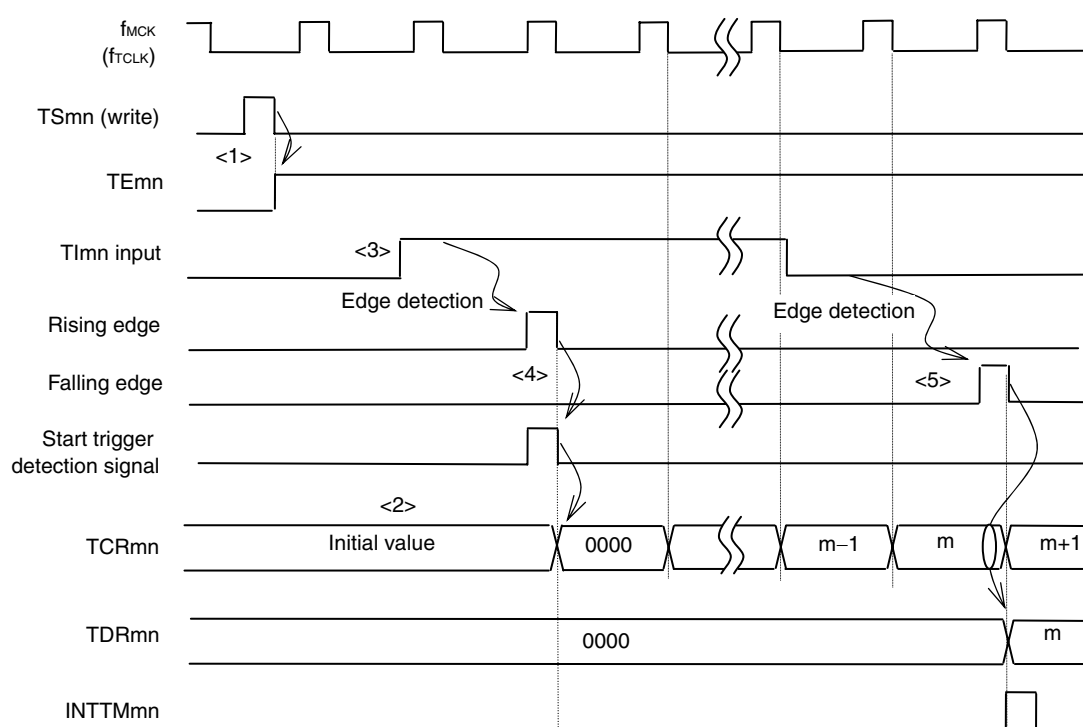 fMCK
(fTCLK)
TSmn (write)
<1>
TEmn
TImn input
<3>
Edge detection
Edge detection
Rising edge
<4>
Falling edge
<5>
Start trigger
detection signal
<2>
TCRmn
Initial value
0000
m−1
m
m+1
TDRmn
0000
m
INTTMmn